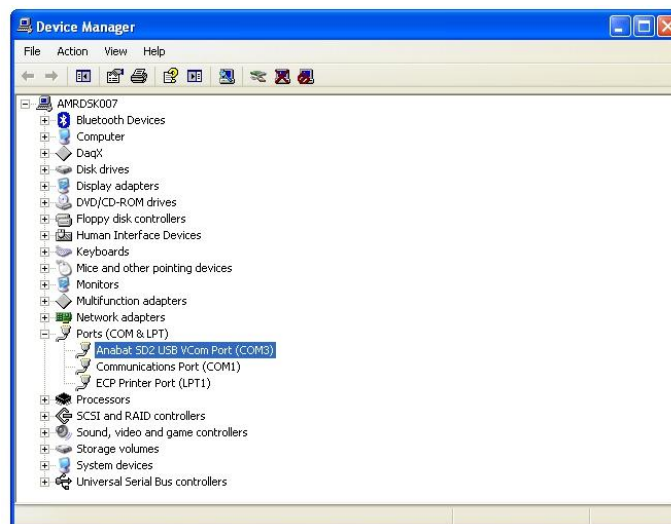 Device Manager
File Action View Help
AMRDSK007
Bluetooth Devices
Computer
DaqX
Disk drives
Display adapters
DVD/CD-ROM drives
Floppy disk controllers
Human Interface Devices
Keyboards
Mice and other pointing devices
Monitors
Multifunction adapters
Network adapters
Ports (COM & LPT)
Anabat SD2 USB VCom Port (COM3)
Communications Port (COM1)
ECP Printer Port (LPT1)
Processors
SCSI and RAID controllers
Sound, video and game controllers
Storage volumes
System devices
Universal Serial Bus controllers